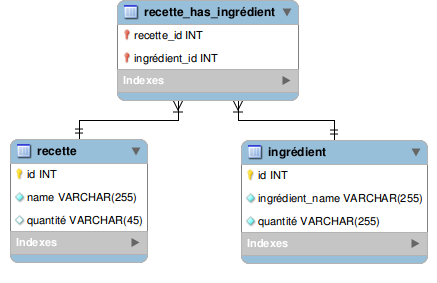 recette_has_ingrédient
recette_id INT
ingrédient_id INT
Indexes
recette
id INT
name VARCHAR(255)
quantité VARCHAR(45)
Indexes
ingrédient
id INT
ingrédient_name VARCHAR(255)
quantité VARCHAR(255)
Indexes